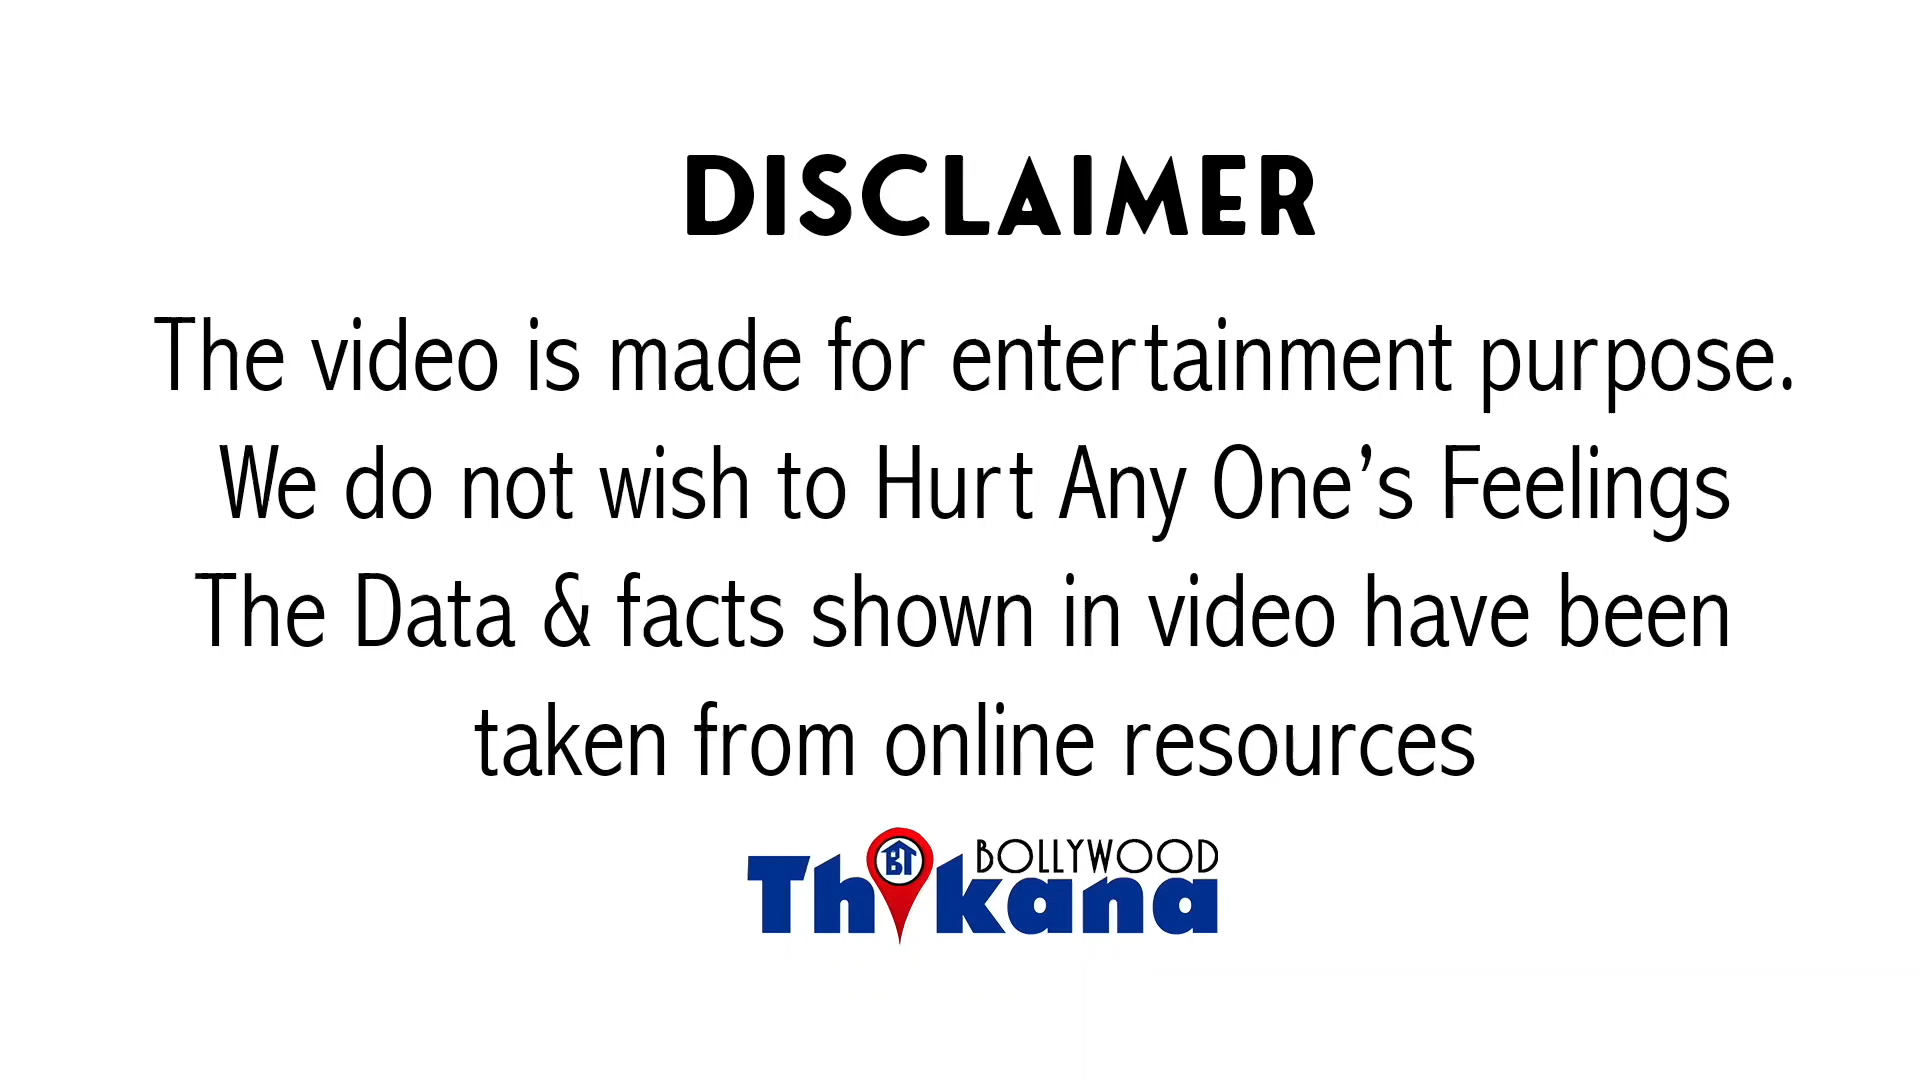 DISCLAIMER
The video is made for entertainment purpose.
We do not wish to Hurt Any One’s Feelings
The Data & facts shown in video have been
taken from online resources
BOLLYWOOD
BT
Thikana